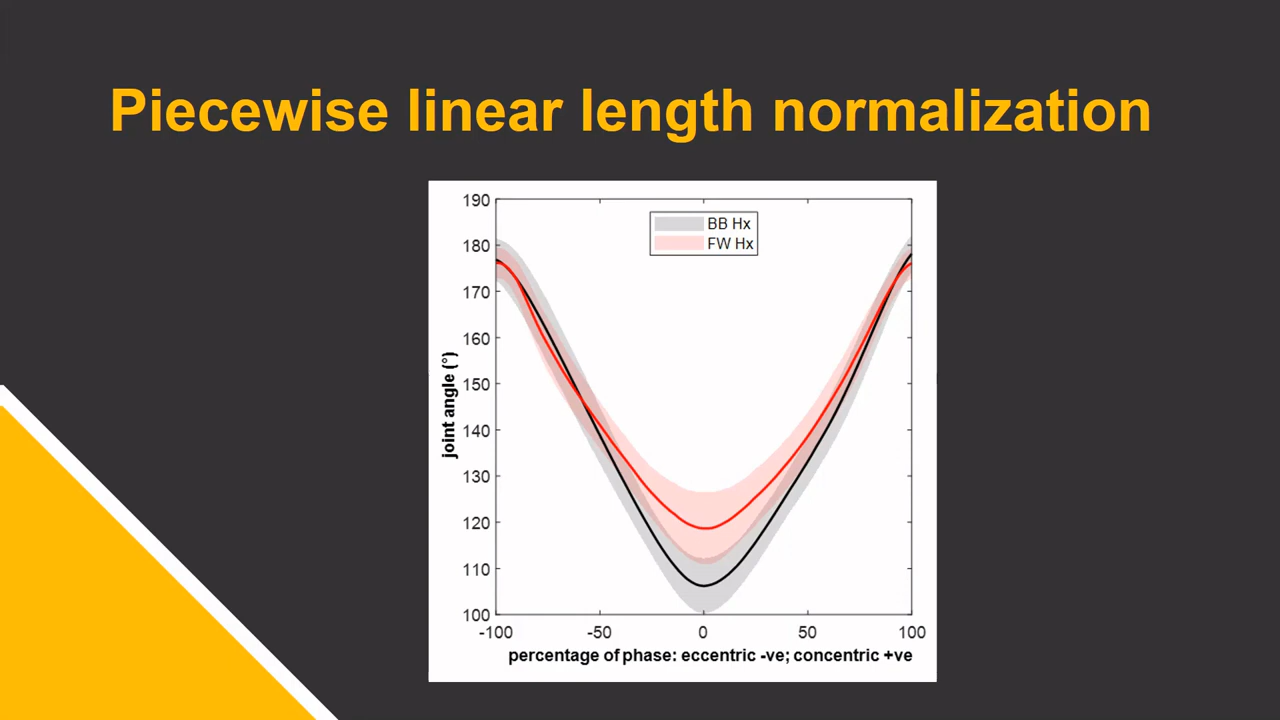 Piecewise linear length normalization
BB Hx
FW Hx
190
180
170
160
150
140
130
120
110
100
joint angle (°)
-100 -50 0 50 100
percentage of phase: eccentric -ve; concentric +ve